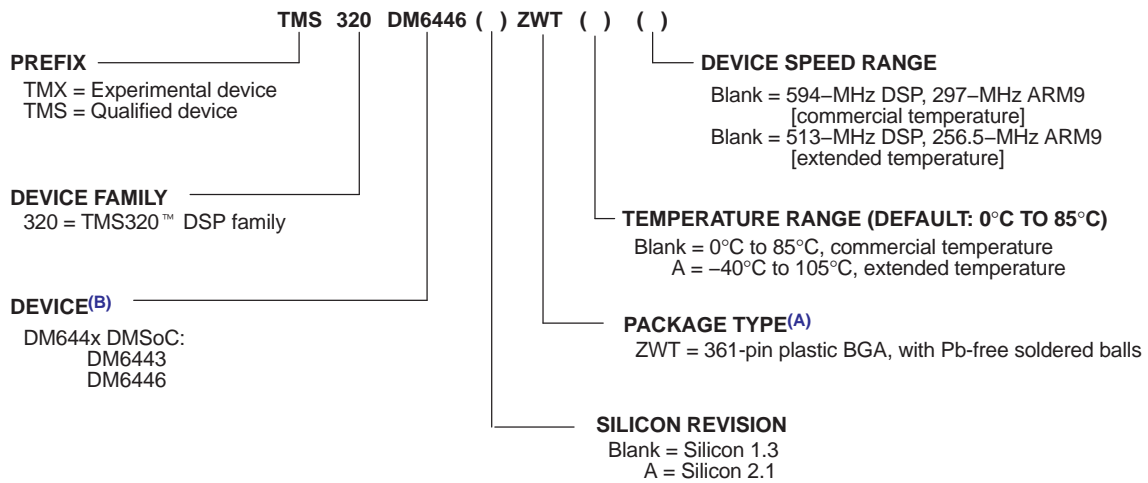 TMS 320 DM6446 ( ) ZWT ( ) ( )
PREFIX
TMX = Experimental device
TMS = Qualified device
DEVICE SPEED RANGE
Blank = 594−MHz DSP, 297−MHz ARM9
[commercial temperature]
Blank = 513−MHz DSP, 256.5−MHz ARM9
[extended temperature]
DEVICE FAMILY
320 = TMS320™ DSP family
TEMPERATURE RANGE (DEFAULT: 0°C TO 85°C)
Blank = 0°C to 85°C, commercial temperature
A = −40°C to 105°C, extended temperature
DEVICE(B)
DM644x DMSoC:
DM6443
DM6446
PACKAGE TYPE(A)
ZWT = 361-pin plastic BGA, with Pb-free soldered balls
SILICON REVISION
Blank = Silicon 1.3
A = Silicon 2.1